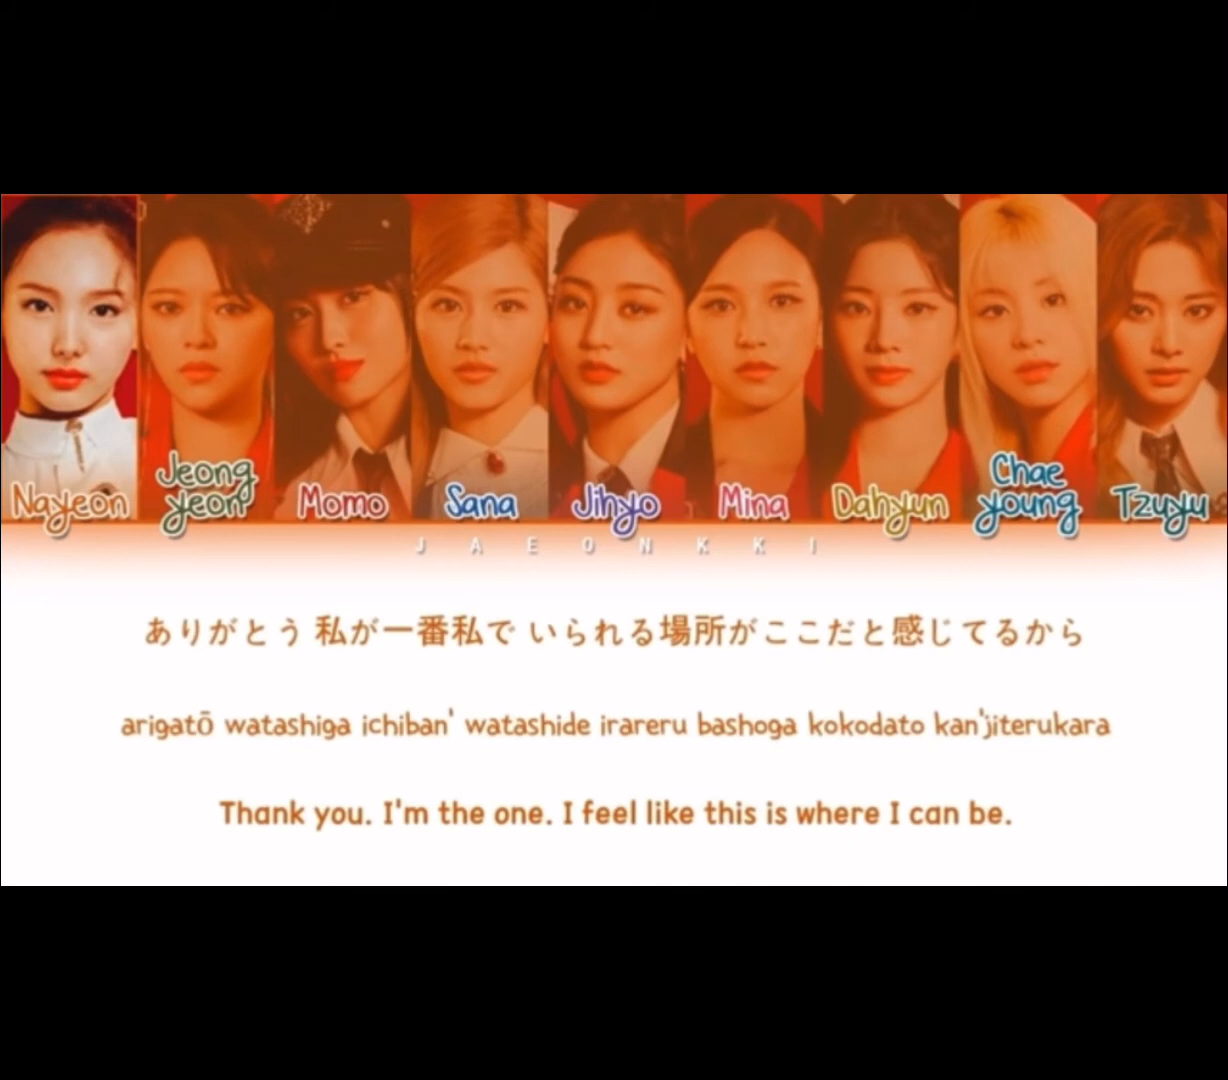 Nayeon
Jeong
yeon
Momo
Sana
Jihyo
Mina
Dahyun
Chae
young
Tzuyu
J A E O N K K I
ありがとう 私が一番私で いられる場所がここだと感じてるから
arigatō watashiga ichiban' watashide irareru bashoga kokodato kan'jiterukara
Thank you. I'm the one. I feel like this is where I can be.